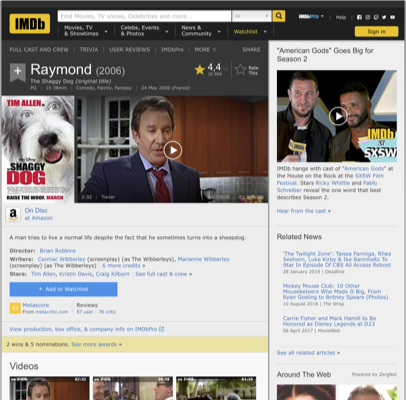 IMDb
Find Movies, TV shows, Celebrities and more...
All
IMDbPro
Help
Movies, TV
& Showtimes
Celebs, Events
& Photos
News &
Community
Watchlist
Sign in
FULL CAST AND CREW | TRIVIA | USER REVIEWS | IMDbPro | MORE
SHARE
Raymond (2006)
The Shaggy Dog (original title)
PG | 1h 38min | Comedy, Family, Fantasy | 24 May 2006 (France)
4,4
Rate
This
TIM ALLEN
THE
SHAGGY
DOG
RAISE THE WOOF. MARCH
2:32 | Trailer
On Disc
at Amazon
A man tries to live a normal life despite the fact that he sometimes turns into a sheepdog.
Director: Brian Robbins
Writers: Cormac Wibberley (screenplay) (as The Wibberleys), Marianne Wibberley
(screenplay) (as The Wibberleys) | 6 more credits »
Stars: Tim Allen, Kristin Davis, Craig Kilborn | See full cast & crew »
+ Add to Watchlist
Metascore
From metacritic.com
Reviews
87 user | 78 critic
View production, box office, & company info on IMDbPro
2 wins & 5 nominations. See more awards »
Videos
"American Gods" Goes Big for
Season 2
IMDb
AT
SXSW
IMDb hangs with cast of "American Gods" at
the House on the Rock at the SXSW Film
Festival. Stars Ricky Whittle and Pablo
Schreiber reveal the one word that best
describes Season 2.
Hear from the cast »
Related News
'The Twilight Zone': Taissa Farmiga, Rhea
Seehorn, Luke Kirby & Ike Barinholtz To
Star In Episode Of CBS All Access Reboot
28 January 2019 | Deadline
Mickey Mouse Club: 10 Other
Mouseketeers Who Made It Big, From
Ryan Gosling to Britney Spears (Photos)
10 August 2018 | The Wrap
Carrie Fisher and Mark Hamill to Be
Honored as Disney Legends at D23
08 April 2017 | MovieWeb
See all related articles »
Around The Web | Powered by ZergNet